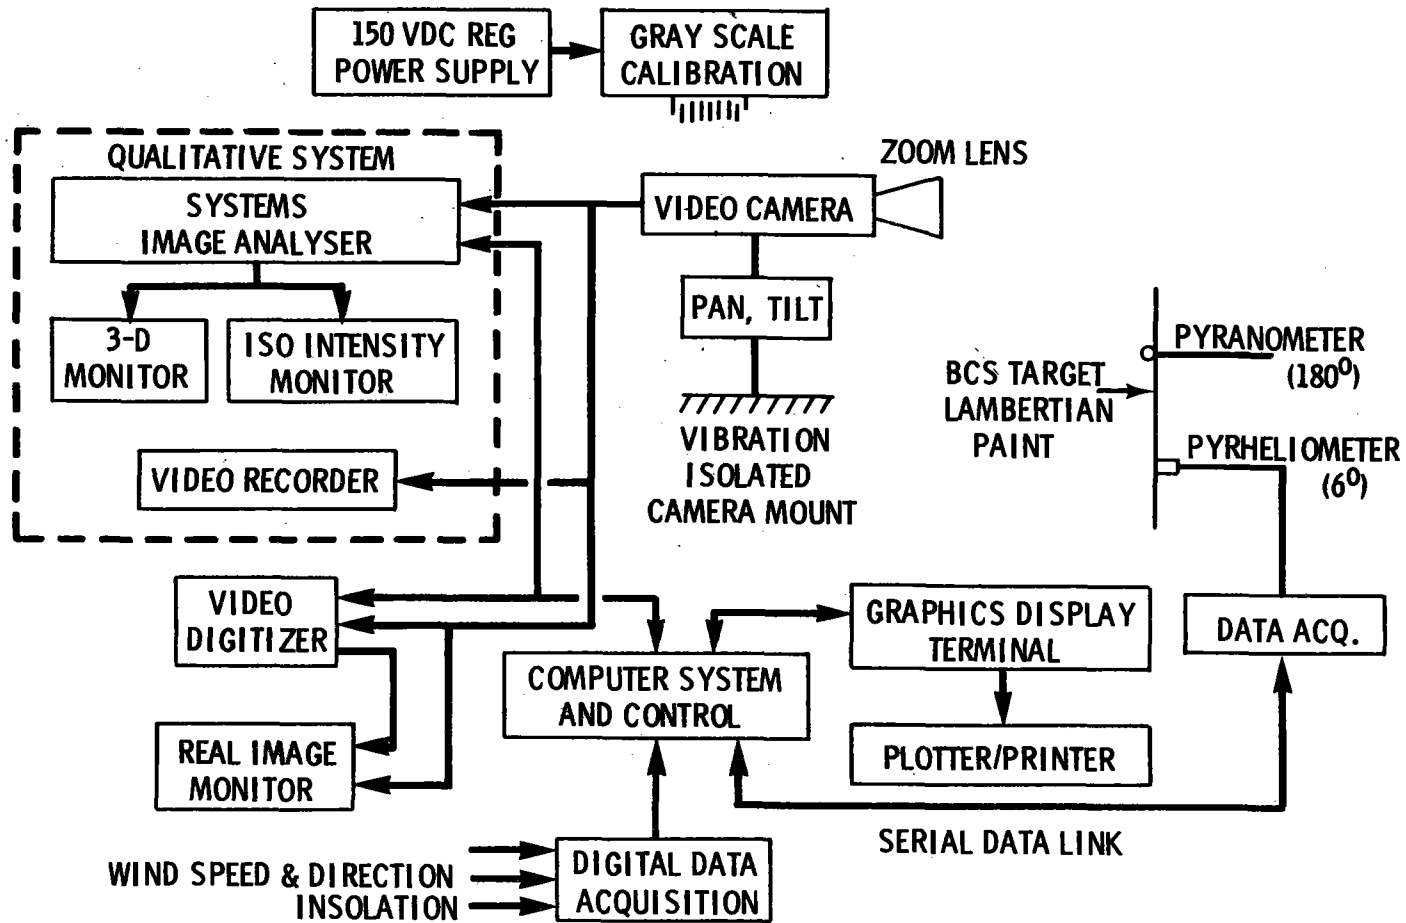 150 VDC REG
POWER SUPPLY
GRAY SCALE
CALIBRATION
QUALITATIVE SYSTEM
SYSTEMS
IMAGE ANALYSER
3-D
MONITOR
ISO INTENSITY
MONITOR
VIDEO RECORDER
ZOOM LENS
VIDEO CAMERA
PAN, TILT
VIBRATION
ISOLATED
CAMERA MOUNT
BCS TARGET
LAMBERTIAN
PAINT
PYRANOMETER
(180⁰)
PYRHELIOMETER
(6⁰)
VIDEO
DIGITIZER
REAL IMAGE
MONITOR
COMPUTER SYSTEM
AND CONTROL
GRAPHICS DISPLAY
TERMINAL
PLOTTER/PRINTER
DATA ACQ.
SERIAL DATA LINK
WIND SPEED & DIRECTION
INSOLATION
DIGITAL DATA
ACQUISITION